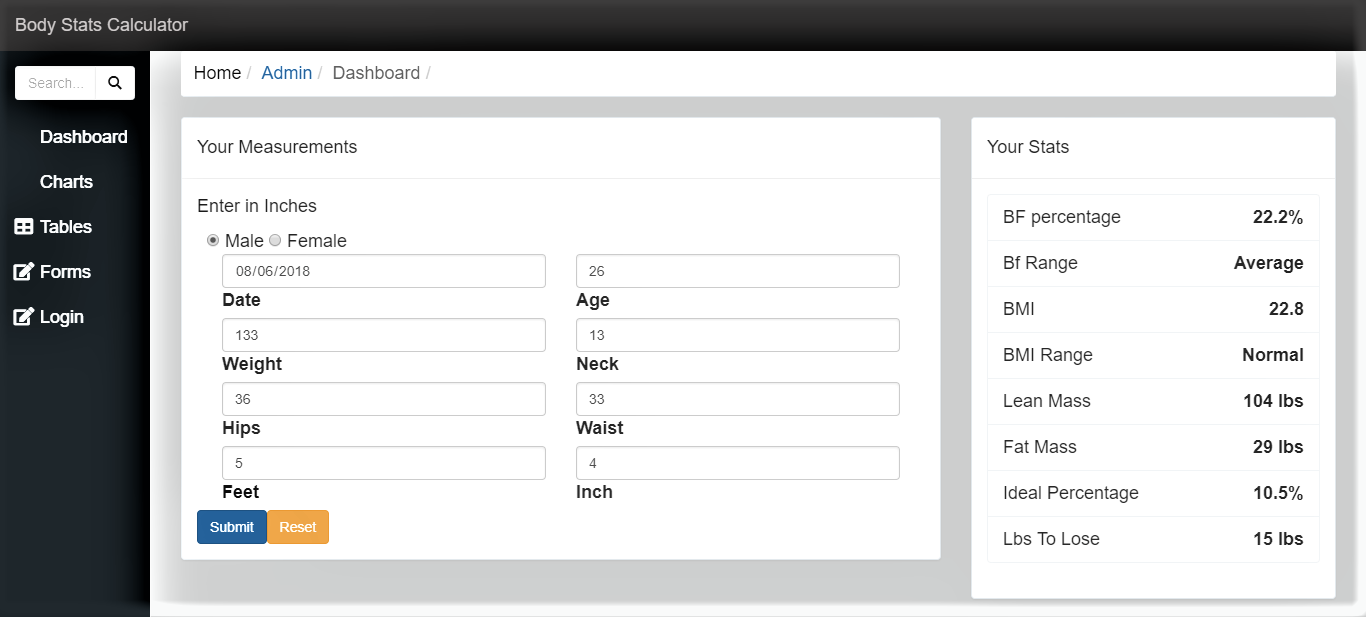 Body Stats Calculator
Search...
Dashboard
Charts
Tables
Forms
Login
Home / Admin / Dashboard /
Your Measurements
Enter in Inches
Male Female
08/06/2018 26
Date Age
133 13
Weight Neck
36 33
Hips Waist
5 4
Feet Inch
Submit Reset
Your Stats
BF percentage 22.2%
Bf Range Average
BMI 22.8
BMI Range Normal
Lean Mass 104 lbs
Fat Mass 29 lbs
Ideal Percentage 10.5%
Lbs To Lose 15 lbs